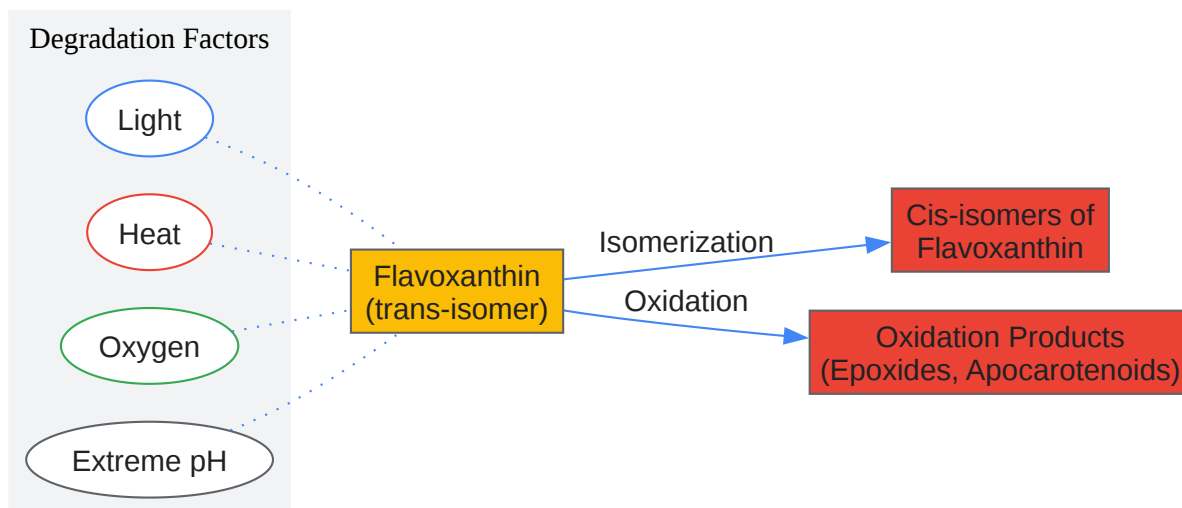 Degradation Factors
Light
Heat
Oxygen
Extreme pH
Flavoxanthin
(trans-isomer)
Isomerization
Oxidation
Cis-isomers of
Flavoxanthin
Oxidation Products
(Epoxides, Apocarotenoids)